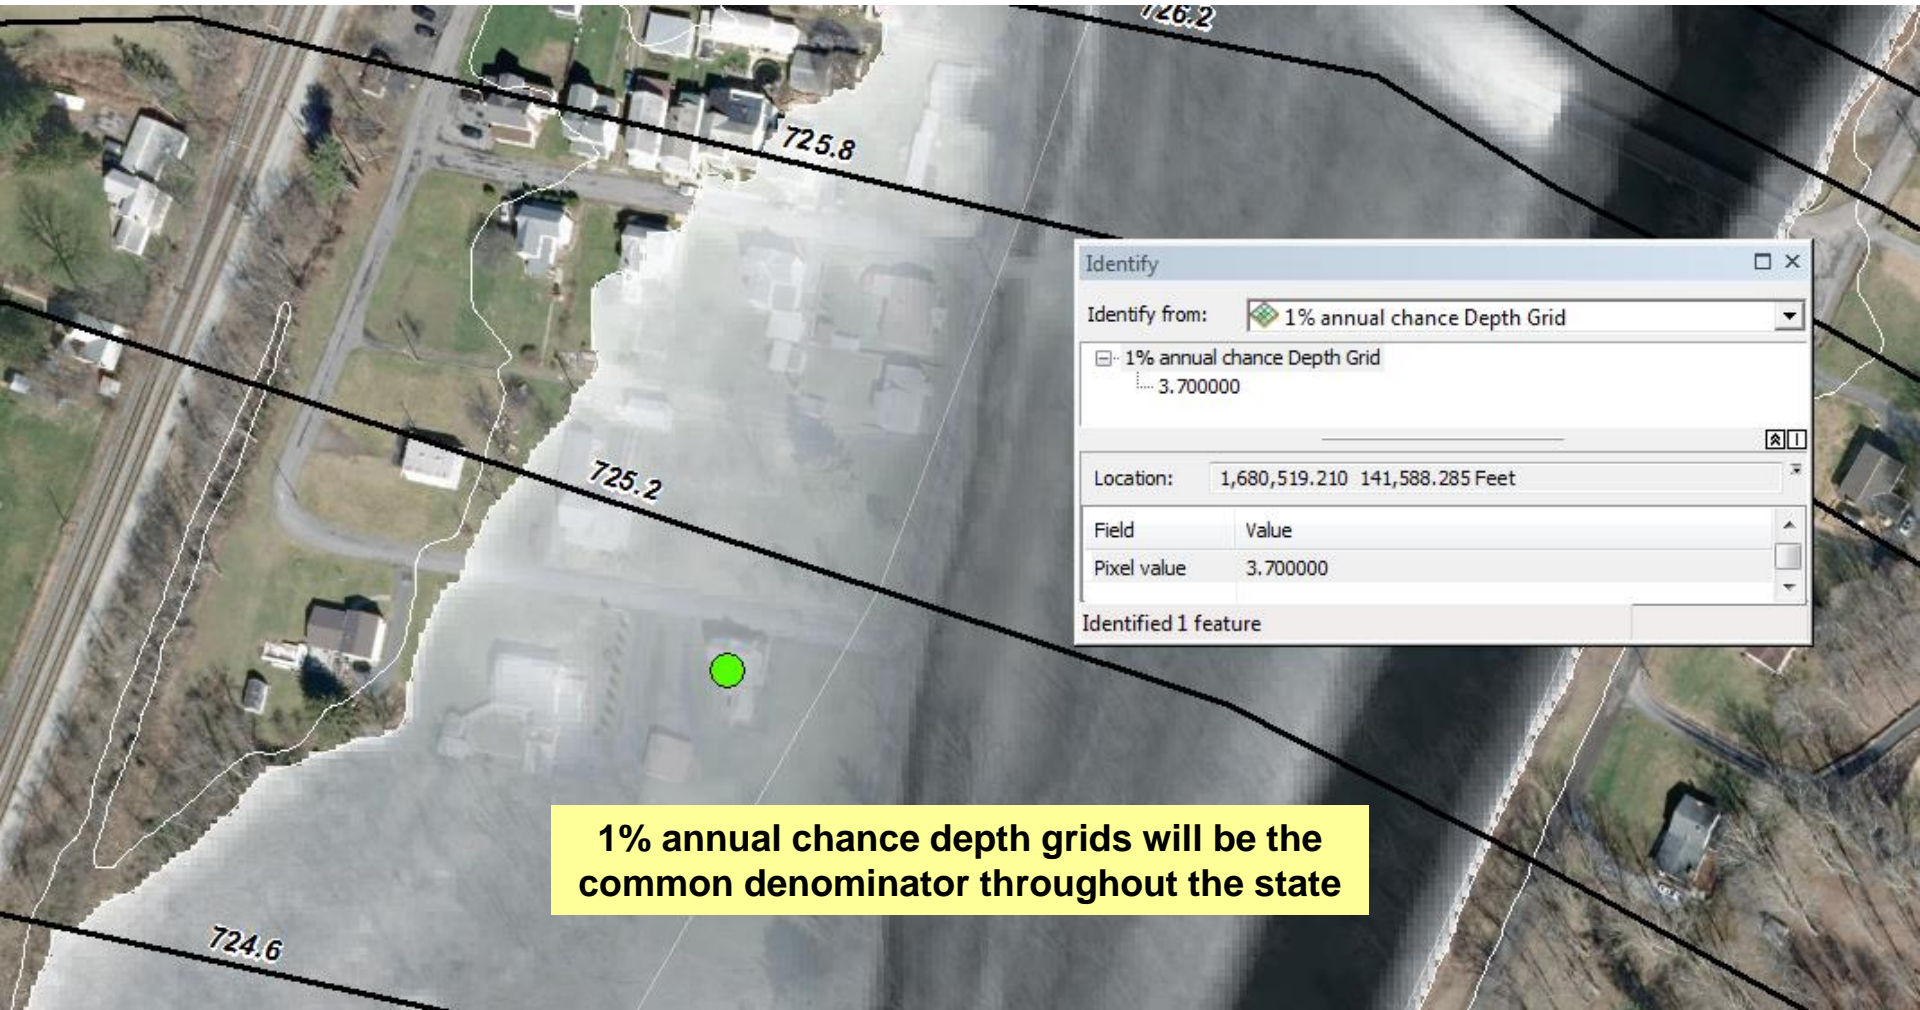 726.2
725.8
Identify
Identify from: 1% annual chance Depth Grid
1% annual chance Depth Grid
3.700000
725.2
Location: 1,680,519.210 141,588.285 Feet
Field Value
Pixel value 3.700000
Identified 1 feature
1% annual chance depth grids will be the
common denominator throughout the state
724.6